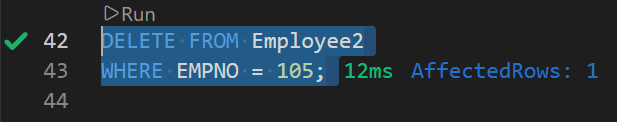 Run
42 DELETE FROM Employee2
43 WHERE EMPNO = 105; 12ms AffectedRows: 1
44